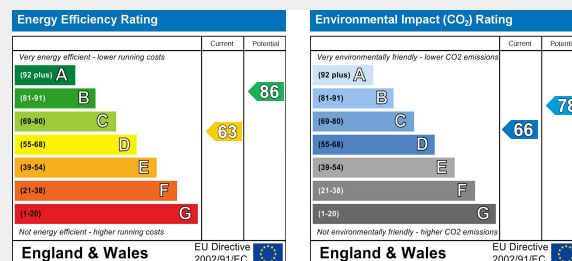 Energy Efficiency Rating
Current Potential
Very energy efficient - lower running costs
(92 plus) A
(81-91) B
(69-80) C
(55-68) D
(39-54) E
(21-38) F
(1-20) G
63
86
Not energy efficient - higher running costs
England & Wales
EU Directive
2002/91/EC
Environmental Impact (CO2) Rating
Current Potential
Very environmentally friendly - lower CO2 emissions
(92 plus) A
(81-91) B
(69-80) C
(55-68) D
(39-54) E
(21-38) F
(1-20) G
66
78
Not environmentally friendly - higher CO2 emissions
England & Wales
EU Directive
2002/91/EC